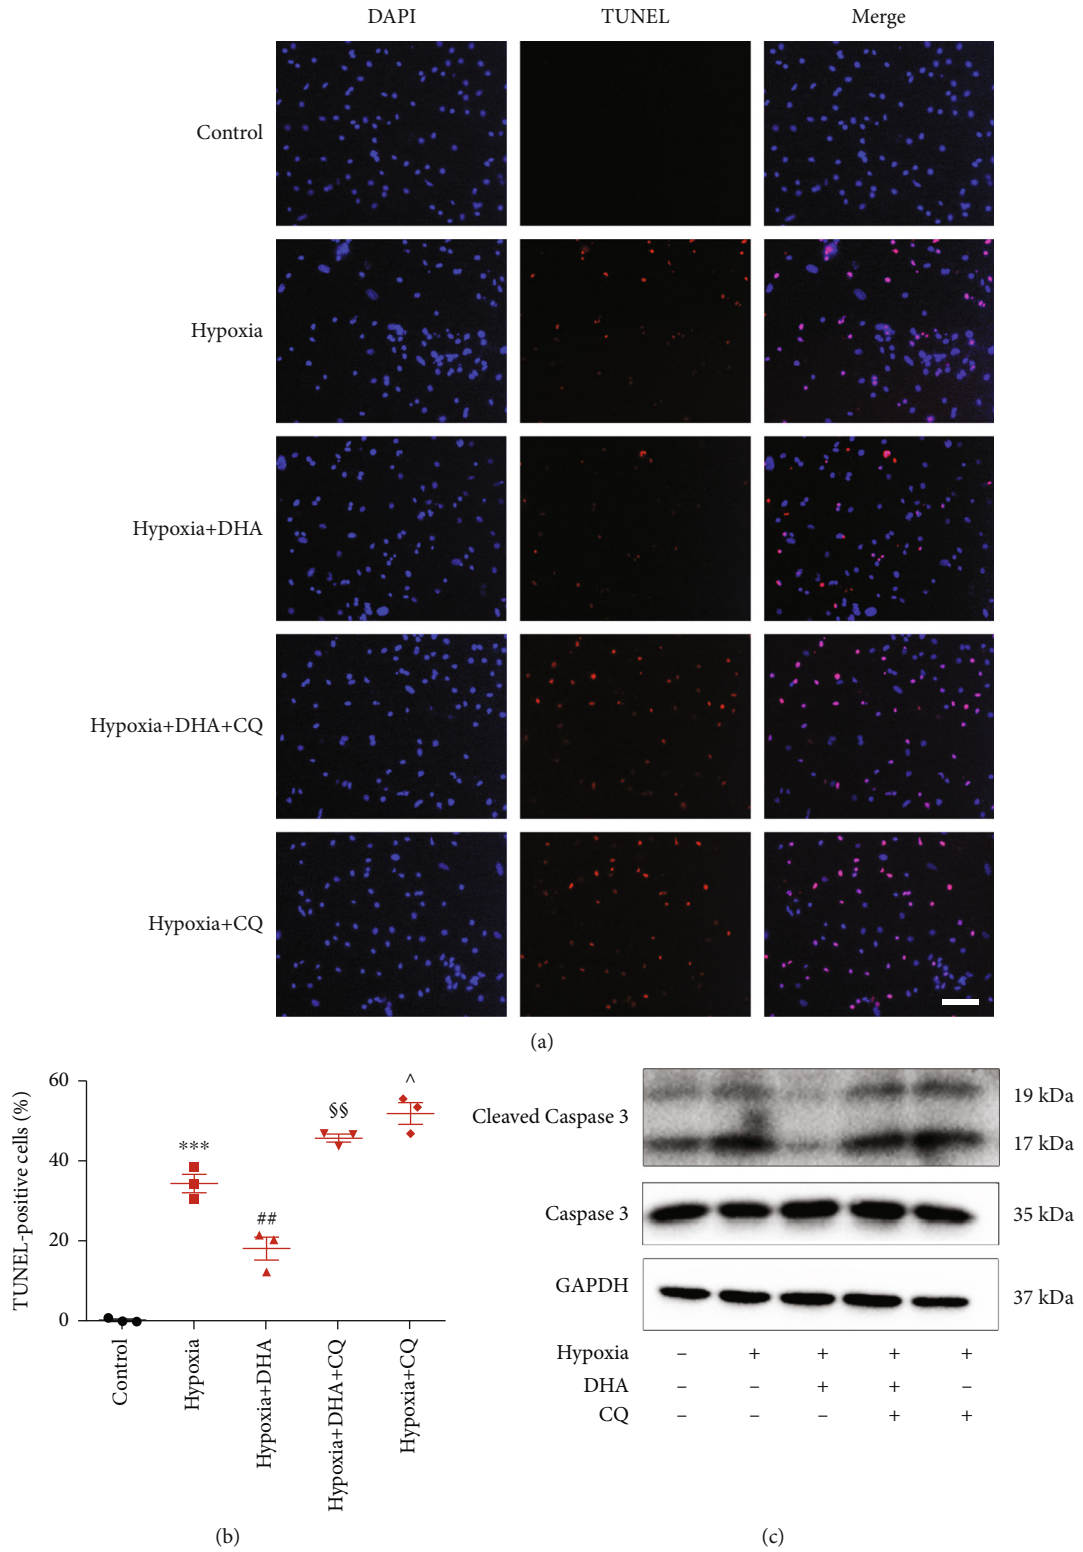 DAPI TUNEL Merge
Control
Hypoxia
Hypoxia+DHA
Hypoxia+DHA+CQ
Hypoxia+CQ
(a)
TUNEL-positive cells (%)
60
40
20
0
***
##
§§
^
Control
Hypoxia
Hypoxia+DHA
Hypoxia+DHA+CQ
Hypoxia+CQ
(b)
Cleaved Caspase 3
19 kDa
17 kDa
Caspase 3
35 kDa
GAPDH
37 kDa
Hypoxia – + + + +
DHA – – + + –
CQ – – – + +
(c)